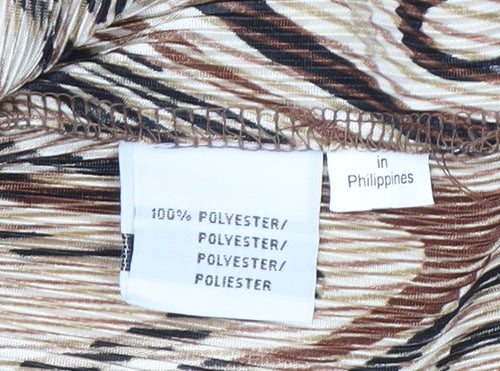 100% POLYESTER/
POLYESTER/
POLYESTER/
POLIESTER
in
Philippines